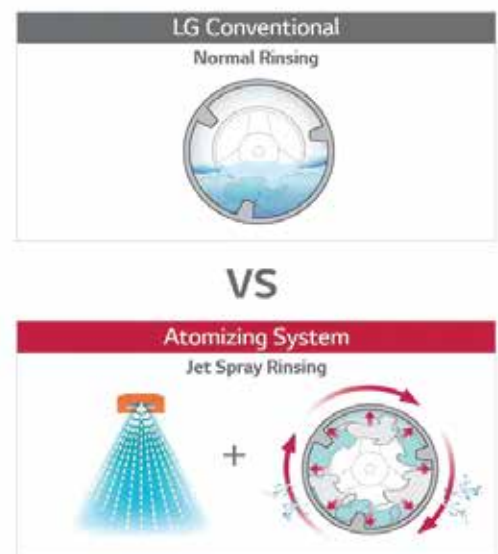 LG Conventional
Normal Rinsing
VS
Atomizing System
Jet Spray Rinsing
+